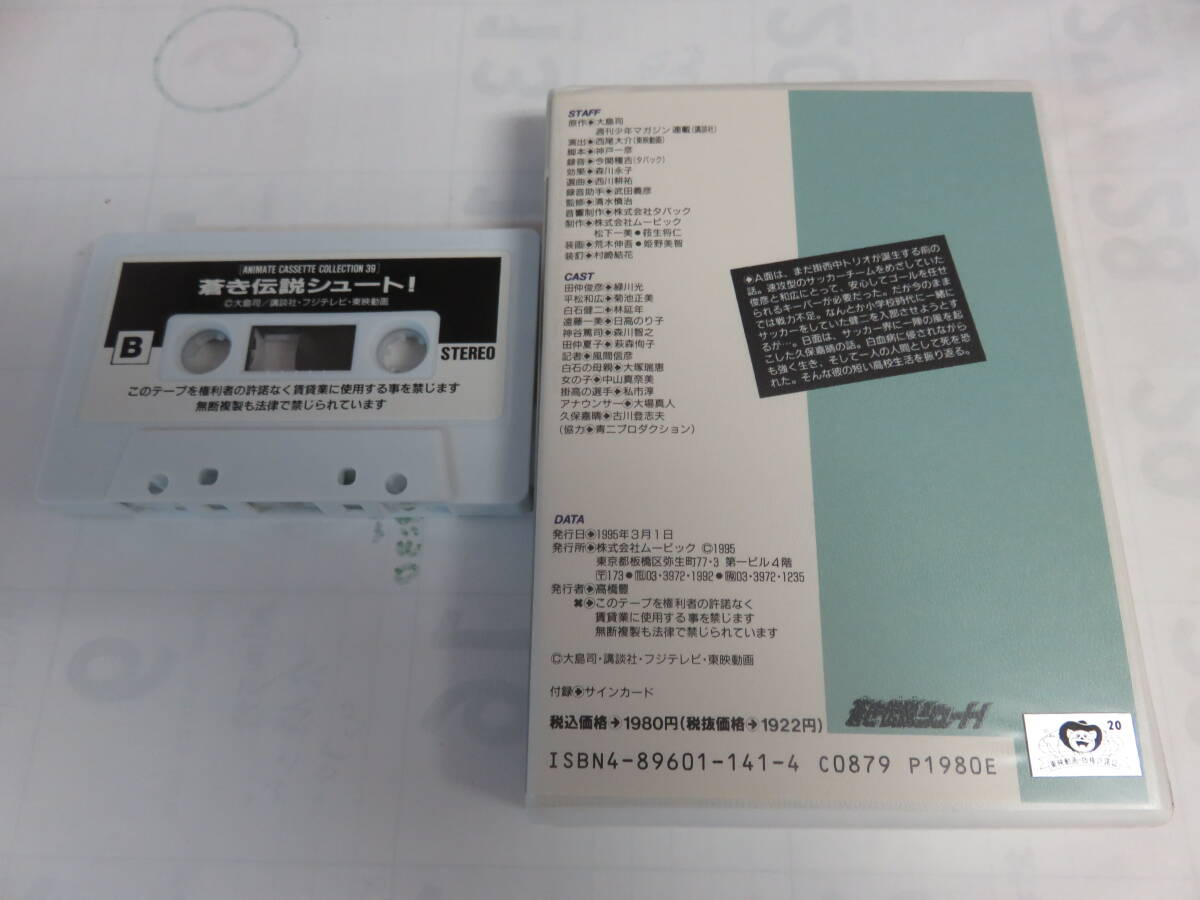 ANIMATE CASSETTE COLLECTION 39
蒼き伝説シュート!
©大島司/講談社・フジテレビ・東映動画
B
STEREO
このテープを権利者の許諾なく賃貸業に使用する事を禁じます
無断複製も法律で禁じられています
STAFF
原作◆大島司
週刊少年マガジン連載(講談社)
演出◆西尾大介(東映動画)
脚本◆神戸一彦
録音◆今関種吉(タバック)
効果◆森川永子
選曲◆西川耕祐
録音助手◆武田義彦
監修◆清水慎治
音響制作◆株式会社タバック
制作◆株式会社ムービック
松下一美●莅生将仁
装画◆荒木伸吾●姫野美智
装訂◆村崎結花
CAST
田仲俊彦◆緑川光
平松和広◆菊池正美
白石健二◆林延年
遠藤一美◆日高のり子
神谷篤司◆森川智之
田仲夏子◆萩森侚子
記者◆風間信彦
白石の母親◆大塚瑞恵
女の子◆中山真奈美
掛高の選手◆私市淳
アナウンサー◆大場真人
久保嘉晴◆古川登志夫
(協力◆青二プロダクション)
◆A面は、まだ掛西中トリオが誕生する前の
話。速攻型のサッカーチームをめざしていた
俊彦と和広にとって、安心してゴールを任せ
られるキーパーが必要だった。だが今のまま
では戦力不足。なんとか小学校時代に一緒に
サッカーをしていた健二を入部させようとす
るが…。B面は、サッカー界に一陣の風を起
こした久保嘉晴の話。白血病に侵されながら
も強く生き、そして一人の人間として死を恐
れた。そんな彼の短い高校生活を振り返る。
DATA
発行日◆1995年3月1日
発行所◆株式会社ムービック ©1995
東京都板橋区弥生町77・3 第一ビル4階
〒173●TEL03・3972・1992●FAX03・3972・1235
発行者◆高橋豊
✖◆このテープを権利者の許諾なく
賃貸業に使用する事を禁じます
無断複製も法律で禁じられています
©大島司・講談社・フジテレビ・東映動画
付録◆サインカード
税込価格→1980円(税抜価格→1922円)
蒼き伝説シュート!
ISBN4-89601-141-4 C0879 P1980E
20
東映動画・版権許諾証